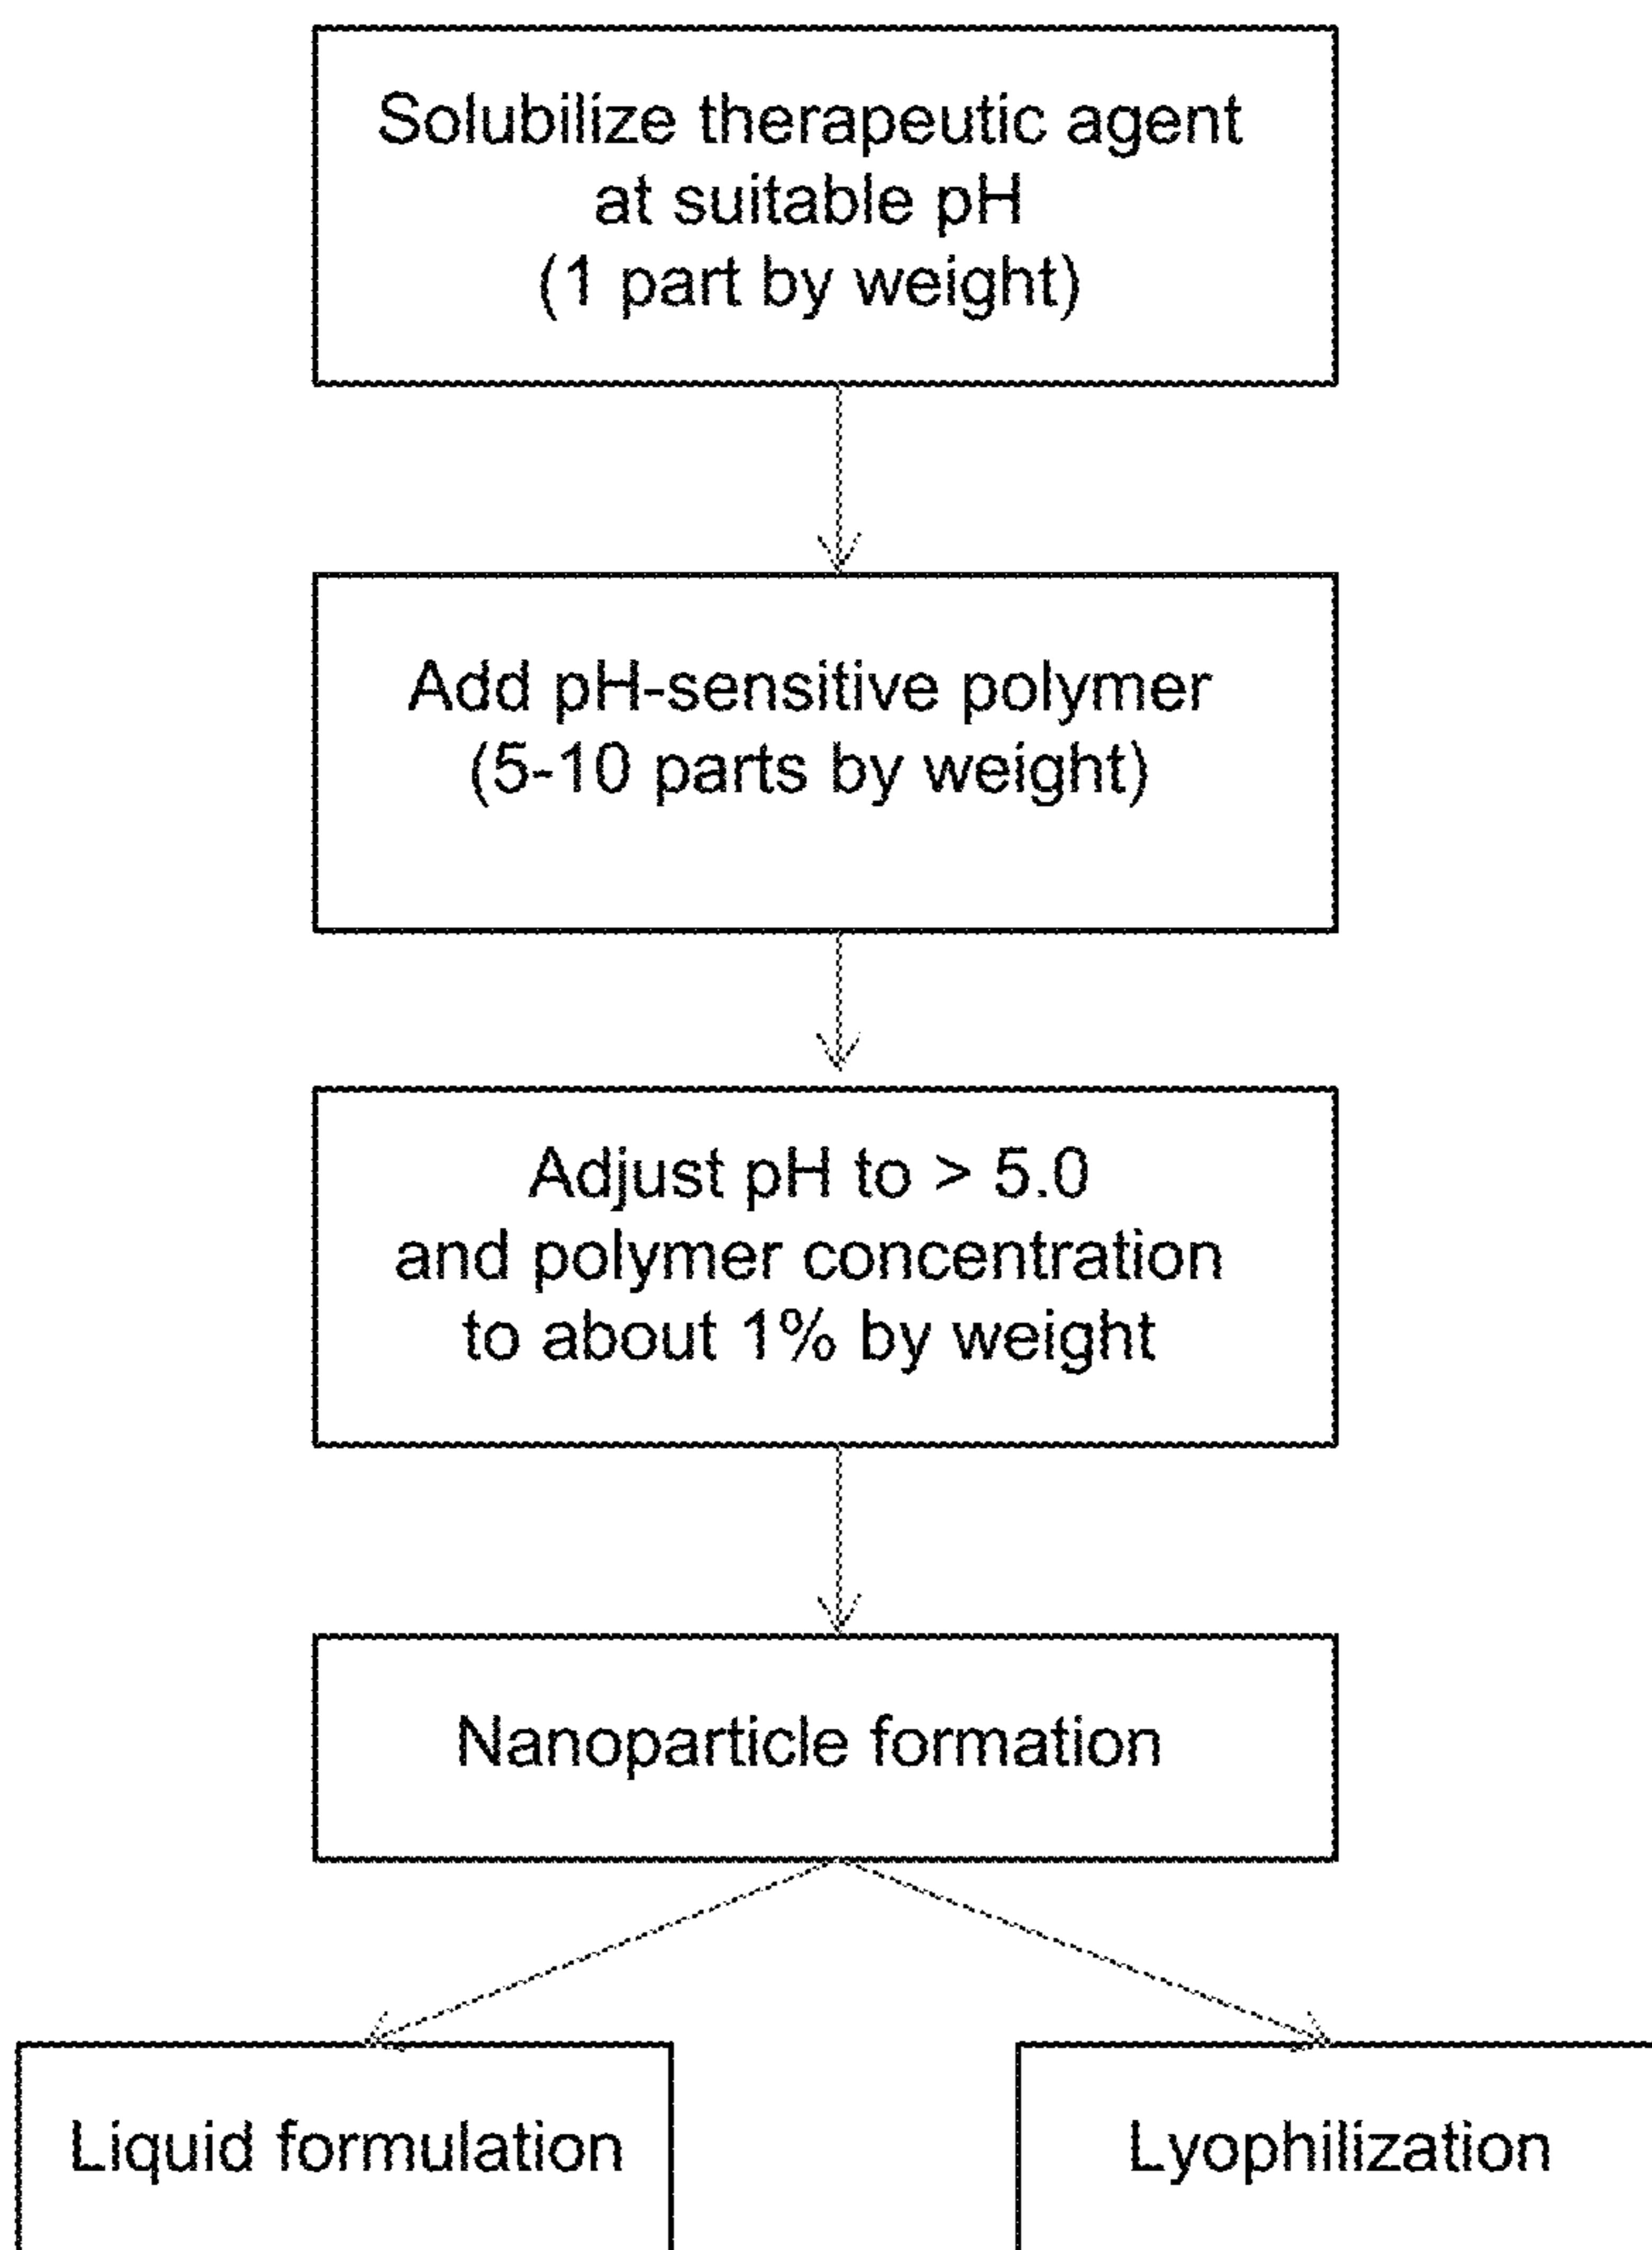 Solubilize therapeutic agent
at suitable pH
(1 part by weight)
Add pH-sensitive polymer
(5-10 parts by weight)
Adjust pH to > 5.0
and polymer concentration
to about 1% by weight
Nanoparticle formation
Liquid formulation
Lyophilization